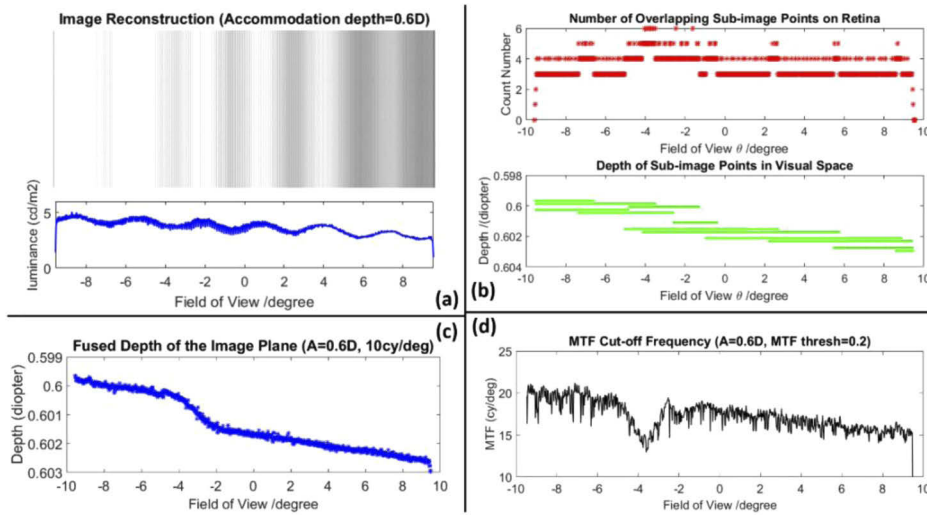 Image Reconstruction (Accommodation depth=0.6D)
5
0
luminance (cd/m2)
-8 -6 -4 -2 0 2 4 6 8
Field of View /degree
(a)
Number of Overlapping Sub-image Points on Retina
6
4
2
0
Count Number
-10 -8 -6 -4 -2 0 2 4 6 8 10
Field of View θ /degree
Depth of Sub-image Points in Visual Space
0.598
0.6
0.602
0.604
Depth /(diopter)
-10 -8 -6 -4 -2 0 2 4 6 8 10
Field of View θ /degree
(b)
(c)
Fused Depth of the Image Plane (A=0.6D, 10cy/deg)
0.599
0.6
0.601
0.602
0.603
Depth (diopter)
-10 -8 -6 -4 -2 0 2 4 6 8 10
Field of View /degree
(d)
MTF Cut-off Frequency (A=0.6D, MTF thresh=0.2)
25
20
15
10
MTF (cy/deg)
-10 -8 -6 -4 -2 0 2 4 6 8 10
Field of View /degree